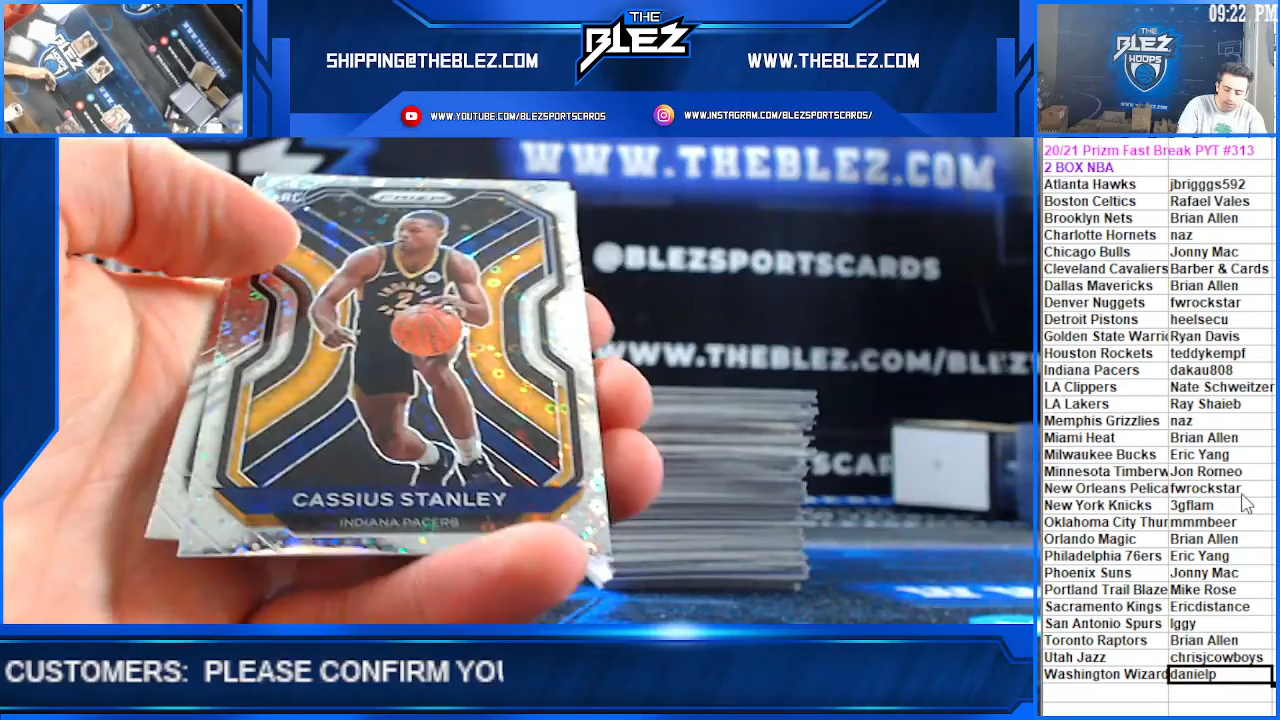 THE
BLEZ
SHIPPING@THEBLEZ.COM
WWW.THEBLEZ.COM
WWW.YOUTUBE.COM/BLEZSPORTSCARDS
WWW.INSTAGRAM.COM/BLEZSPORTSCARDS/
09:22 PM
THE
BLEZ
HOOPS
WWW.THEBLEZ.COM
@BLEZSPORTSCARDS
WWW.THEBLEZ.COM/BLEZ
RC
PRIZM
CASSIUS STANLEY
INDIANA PACERS
20/21 Prizm Fast Break PYT #313
2 BOX NBA
Atlanta Hawks jbrigggs592
Boston Celtics Rafael Vales
Brooklyn Nets Brian Allen
Charlotte Hornets naz
Chicago Bulls Jonny Mac
Cleveland Cavaliers Barber & Cards
Dallas Mavericks Brian Allen
Denver Nuggets fwrockstar
Detroit Pistons heelsecu
Golden State Warri Ryan Davis
Houston Rockets teddykempf
Indiana Pacers dakau808
LA Clippers Nate Schweitzer
LA Lakers Ray Shaieb
Memphis Grizzlies naz
Miami Heat Brian Allen
Milwaukee Bucks Eric Yang
Minnesota Timberw Jon Romeo
New Orleans Pelica fwrockstar
New York Knicks 3gflam
Oklahoma City Thur mmmbeer
Orlando Magic Brian Allen
Philadelphia 76ers Eric Yang
Phoenix Suns Jonny Mac
Portland Trail Blaze Mike Rose
Sacramento Kings Ericdistance
San Antonio Spurs Iggy
Toronto Raptors Brian Allen
Utah Jazz chrisjcowboys
Washington Wizard danielp
CUSTOMERS: PLEASE CONFIRM YOU